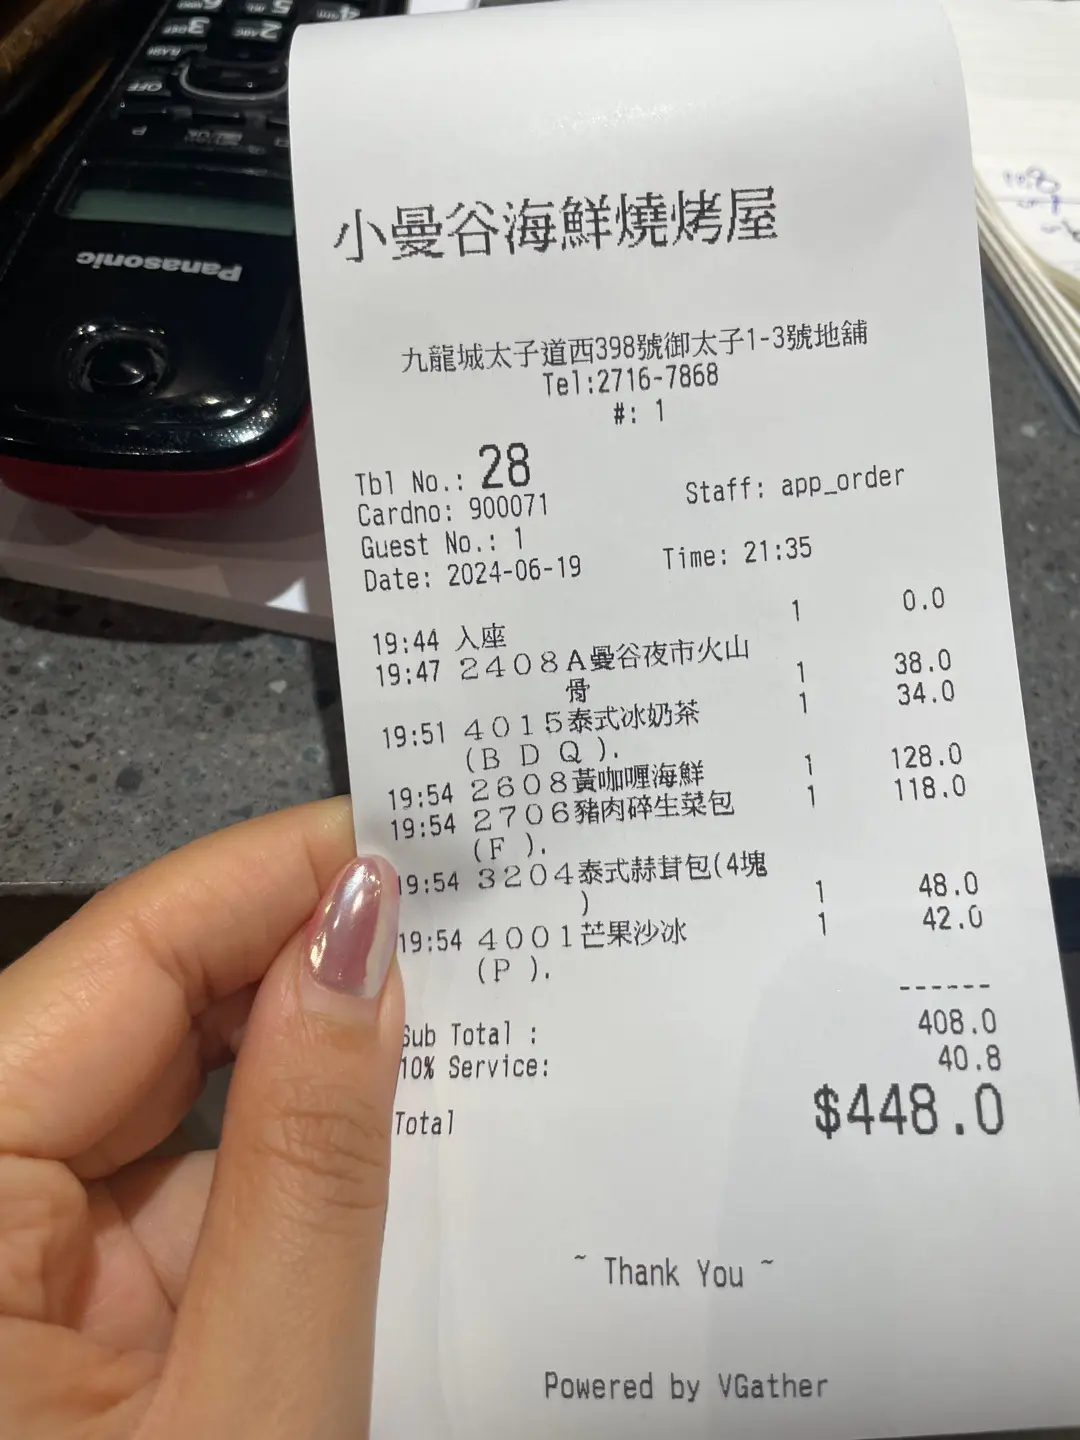 Panasonic
小曼谷海鮮燒烤屋
九龍城太子道西398號御太子1-3號地舖
Tel:2716-7868
#: 1
Tbl No.: 28
Cardno: 900071 Staff: app_order
Guest No.: 1
Date: 2024-06-19 Time: 21:35
19:44 入座 1 0.0
19:47 2408A曼谷夜市火山
骨 1 38.0
19:51 4015泰式冰奶茶 1 34.0
(B D Q ).
19:54 2608黃咖喱海鮮 1 128.0
19:54 2706豬肉碎生菜包 1 118.0
(F ).
19:54 3204泰式蒜茸包(4塊
) 1 48.0
19:54 4001芒果沙冰 1 42.0
(P ).
------
Sub Total : 408.0
10% Service: 40.8
Total $448.0
~ Thank You ~
Powered by VGather